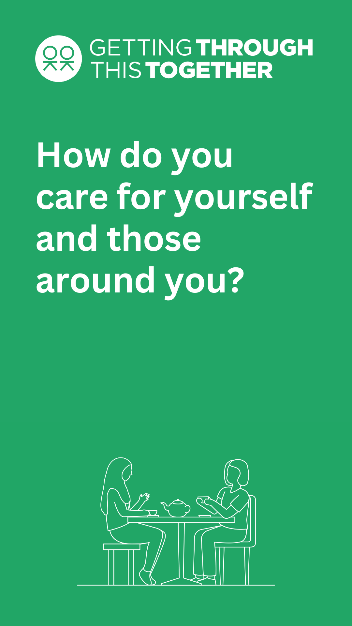 GETTING THROUGH
THIS TOGETHER
How do you
care for yourself
and those
around you?